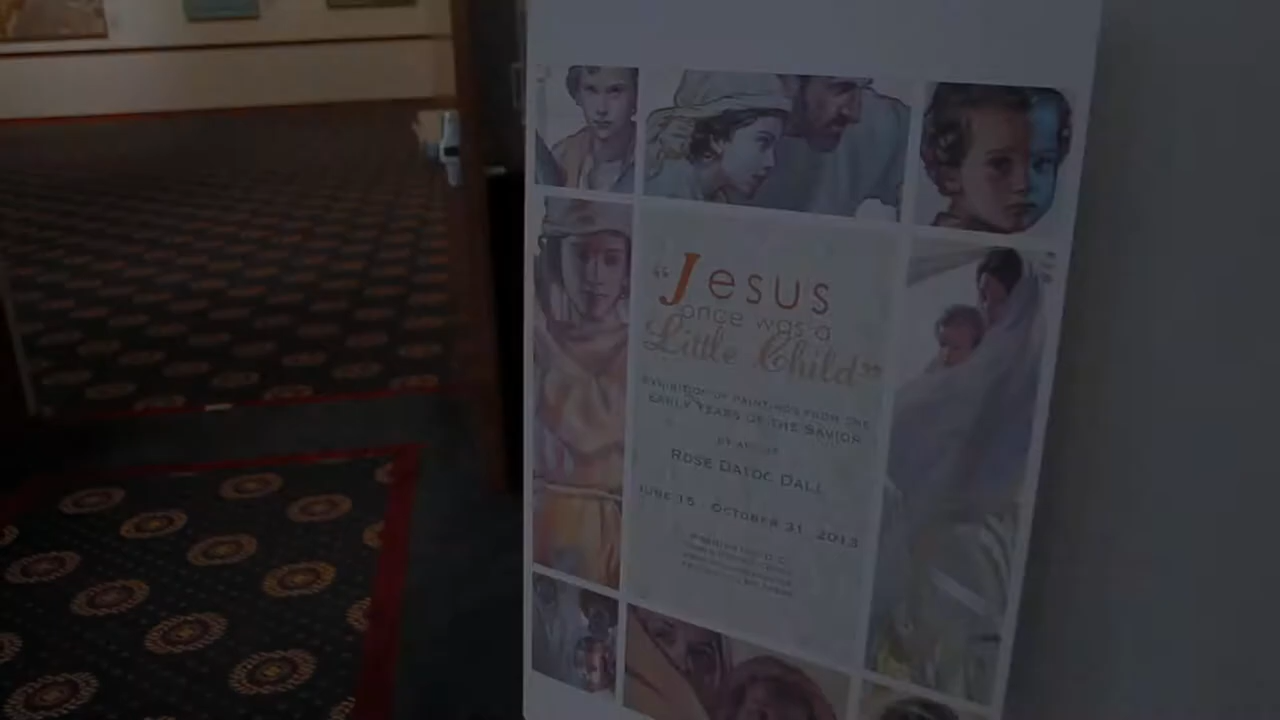 “Jesus
once was a
Little Child”
EXHIBITION OF PAINTINGS FROM THE
EARLY YEARS OF THE SAVIOR
BY ARTIST
ROSE DATOC DALL
JUNE 15 - OCTOBER 31, 2013
WASHINGTON D.C.